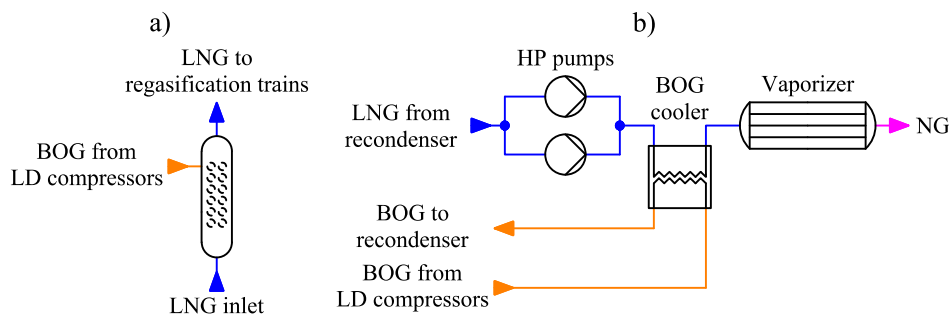 a)
LNG to
regasification trains
BOG from
LD compressors
LNG inlet
b)
HP pumps
LNG from
recondenser
BOG
cooler
Vaporizer
NG
BOG to
recondenser
BOG from
LD compressors